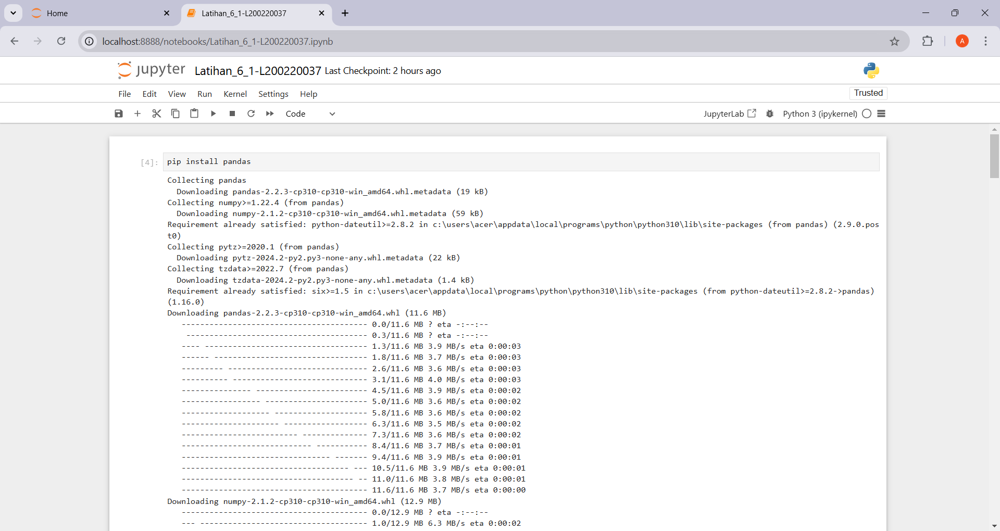 Home
Latihan_6_1-L200220037
localhost:8888/notebooks/Latihan_6_1-L200220037.ipynb
A
jupyter Latihan_6_1-L200220037 Last Checkpoint: 2 hours ago
File Edit View Run Kernel Settings Help
Trusted
Code
JupyterLab
Python 3 (ipykernel)
[4]: pip install pandas
Collecting pandas
  Downloading pandas-2.2.3-cp310-cp310-win_amd64.whl.metadata (19 kB)
Collecting numpy>=1.22.4 (from pandas)
  Downloading numpy-2.1.2-cp310-cp310-win_amd64.whl.metadata (59 kB)
Requirement already satisfied: python-dateutil>=2.8.2 in c:\users\acer\appdata\local\programs\python\python310\lib\site-packages (from pandas) (2.9.0.pos
t0)
Collecting pytz>=2020.1 (from pandas)
  Downloading pytz-2024.2-py2.py3-none-any.whl.metadata (22 kB)
Collecting tzdata>=2022.7 (from pandas)
  Downloading tzdata-2024.2-py2.py3-none-any.whl.metadata (1.4 kB)
Requirement already satisfied: six>=1.5 in c:\users\acer\appdata\local\programs\python\python310\lib\site-packages (from python-dateutil>=2.8.2->pandas)
(1.16.0)
Downloading pandas-2.2.3-cp310-cp310-win_amd64.whl (11.6 MB)
   ---------------------------------------- 0.0/11.6 MB ? eta -:--:--
    --------------------------------------- 0.3/11.6 MB ? eta -:--:--
   ---- ----------------------------------- 1.3/11.6 MB 3.9 MB/s eta 0:00:03
   ------ --------------------------------- 1.8/11.6 MB 3.7 MB/s eta 0:00:03
   --------- ------------------------------ 2.6/11.6 MB 3.6 MB/s eta 0:00:03
   ---------- ----------------------------- 3.1/11.6 MB 4.0 MB/s eta 0:00:03
   --------------- ------------------------ 4.5/11.6 MB 3.9 MB/s eta 0:00:02
   ----------------- ---------------------- 5.0/11.6 MB 3.6 MB/s eta 0:00:02
   ------------------- -------------------- 5.8/11.6 MB 3.6 MB/s eta 0:00:02
   --------------------- ------------------ 6.3/11.6 MB 3.5 MB/s eta 0:00:02
   ------------------------- -------------- 7.3/11.6 MB 3.6 MB/s eta 0:00:02
   ---------------------------- ----------- 8.4/11.6 MB 3.7 MB/s eta 0:00:01
   -------------------------------- ------- 9.4/11.6 MB 3.9 MB/s eta 0:00:01
   ------------------------------------ --- 10.5/11.6 MB 3.9 MB/s eta 0:00:01
   ------------------------------------- -- 11.0/11.6 MB 3.8 MB/s eta 0:00:01
   ---------------------------------------- 11.6/11.6 MB 3.7 MB/s eta 0:00:00
Downloading numpy-2.1.2-cp310-cp310-win_amd64.whl (12.9 MB)
   ---------------------------------------- 0.0/12.9 MB ? eta -:--:--
   --- ------------------------------------ 1.0/12.9 MB 6.3 MB/s eta 0:00:02